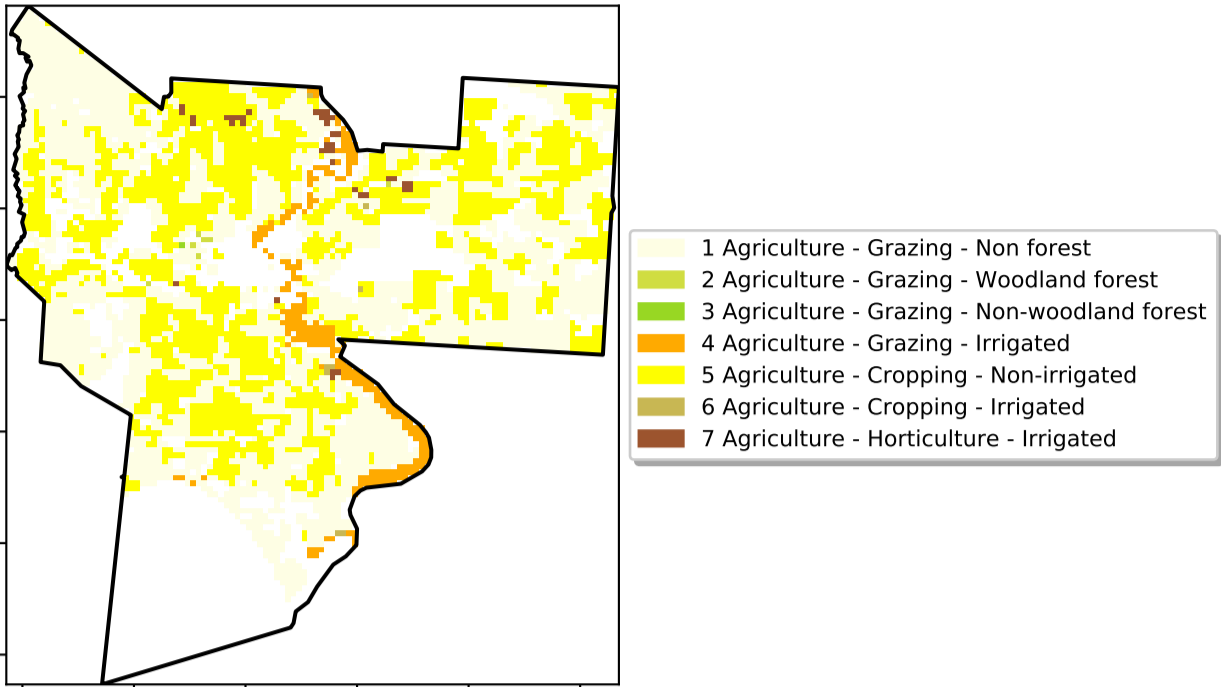 1 Agriculture - Grazing - Non forest
2 Agriculture - Grazing - Woodland forest
3 Agriculture - Grazing - Non-woodland forest
4 Agriculture - Grazing - Irrigated
5 Agriculture - Cropping - Non-irrigated
6 Agriculture - Cropping - Irrigated
7 Agriculture - Horticulture - Irrigated